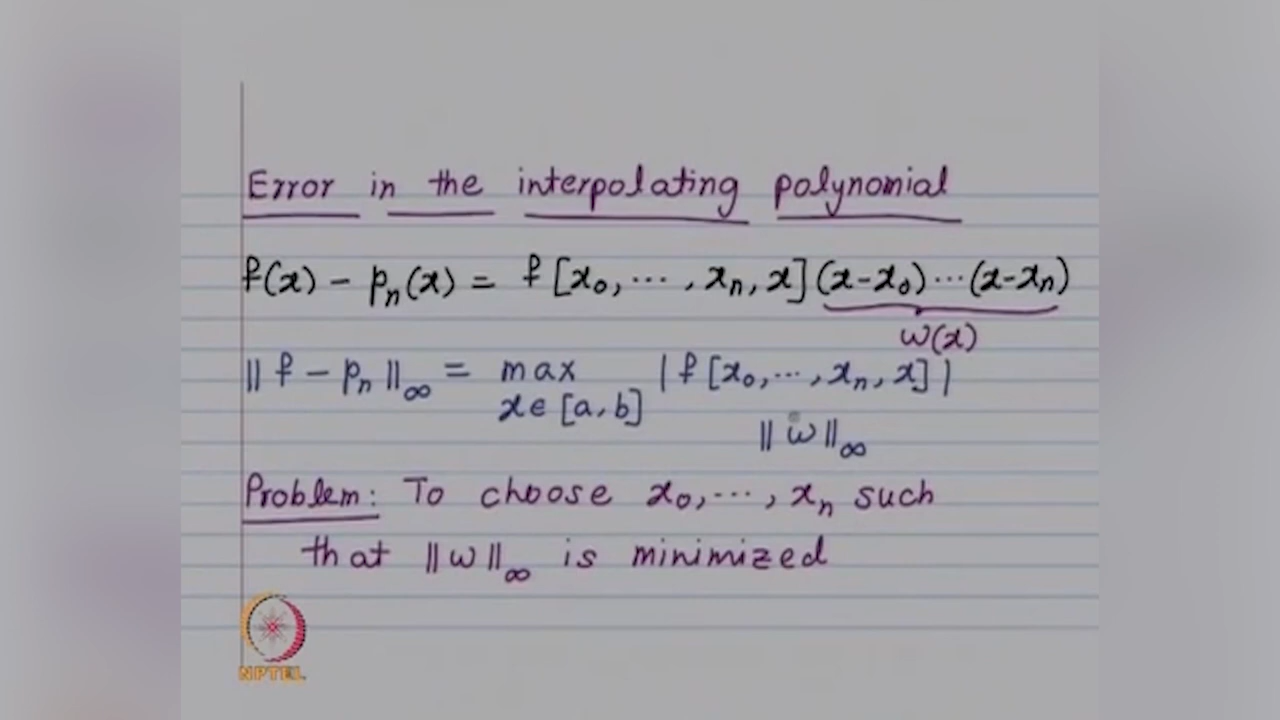 Error in the interpolating polynomial
f(x) - pₙ(x) = f[x₀, ⋯, xₙ, x](x-x₀)⋯(x-xₙ)
w(x)
‖f - pₙ‖∞ = max |f[x₀, ⋯, xₙ, x]|
x∈[a,b]
‖w‖∞
Problem: To choose x₀, ⋯, xₙ such
that ‖w‖∞ is minimized
NPTEL